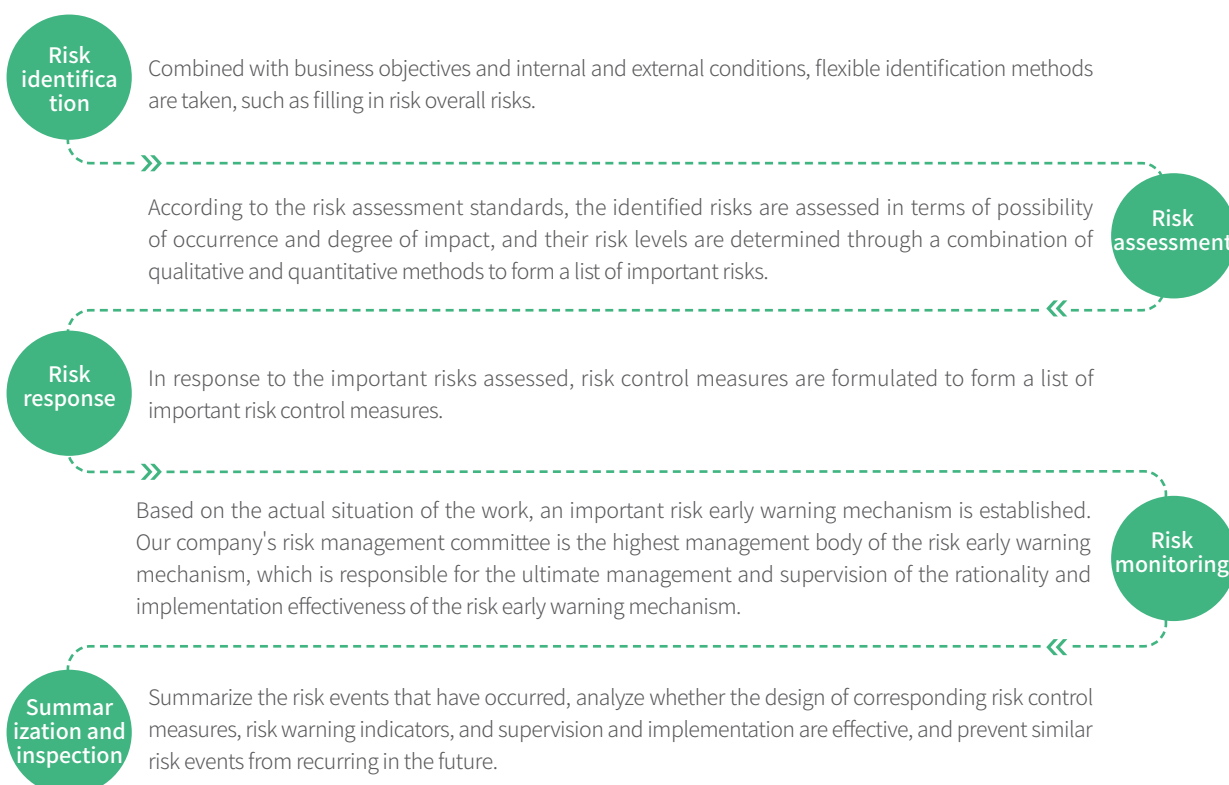 Risk
identifica
tion
Combined with business objectives and internal and external conditions, flexible identification methods
are taken, such as filling in risk overall risks.
According to the risk assessment standards, the identified risks are assessed in terms of possibility
of occurrence and degree of impact, and their risk levels are determined through a combination of
qualitative and quantitative methods to form a list of important risks.
Risk
assessment
Risk
response
In response to the important risks assessed, risk control measures are formulated to form a list of
important risk control measures.
Based on the actual situation of the work, an important risk early warning mechanism is established.
Our company's risk management committee is the highest management body of the risk early warning
mechanism, which is responsible for the ultimate management and supervision of the rationality and
implementation effectiveness of the risk early warning mechanism.
Risk
monitoring
Summar
ization and
inspection
Summarize the risk events that have occurred, analyze whether the design of corresponding risk control
measures, risk warning indicators, and supervision and implementation are effective, and prevent similar
risk events from recurring in the future.